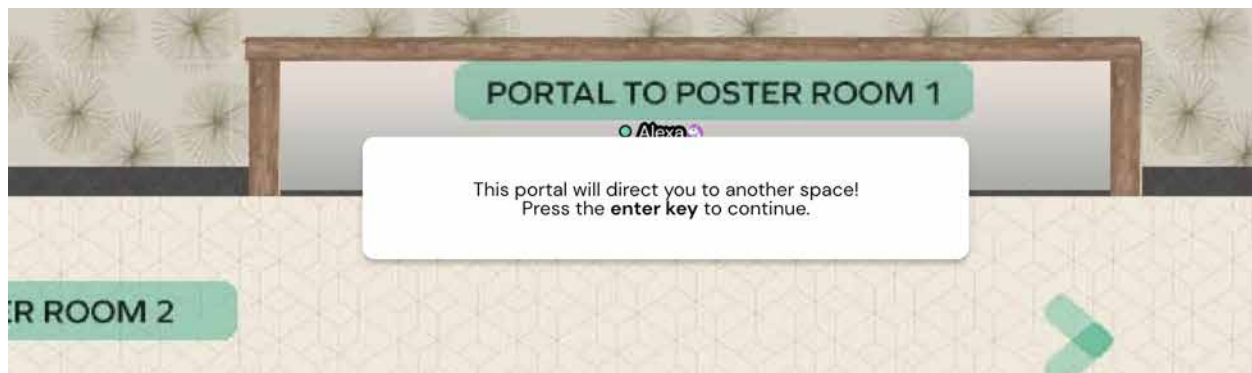 PORTAL TO POSTER ROOM 1
Alexa
This portal will direct you to another space!
Press the enter key to continue.
ER ROOM 2